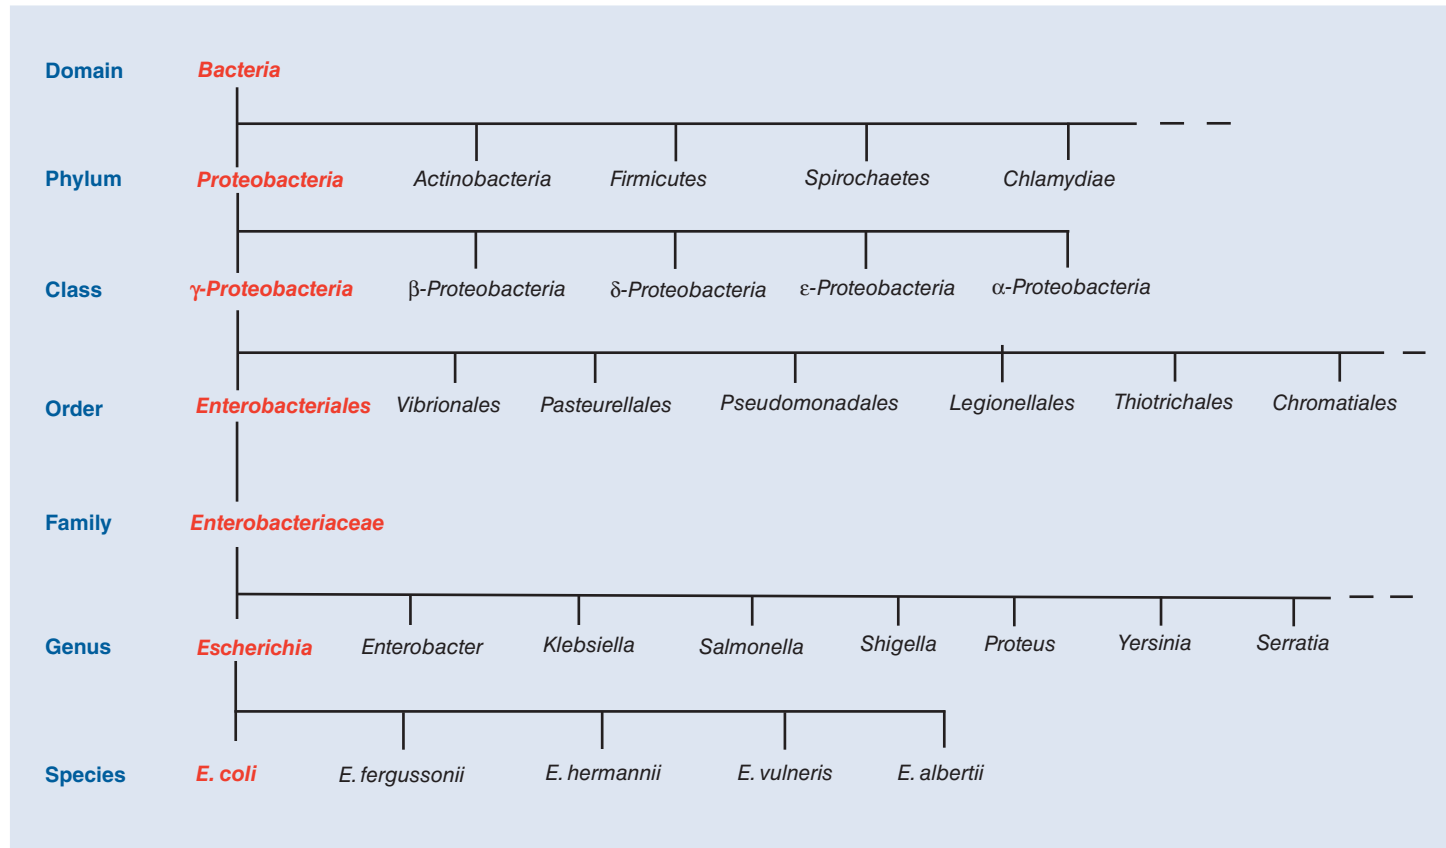 Domain Bacteria
Phylum Proteobacteria Actinobacteria Firmicutes Spirochaetes Chlamydiae
Class γ-Proteobacteria β-Proteobacteria δ-Proteobacteria ε-Proteobacteria α-Proteobacteria
Order Enterobacteriales Vibrionales Pasteurellales Pseudomonadales Legionellales Thiotrichales Chromatiales
Family Enterobacteriaceae
Genus Escherichia Enterobacter Klebsiella Salmonella Shigella Proteus Yersinia Serratia
Species E. coli E. fergussonii E. hermannii E. vulneris E. albertii